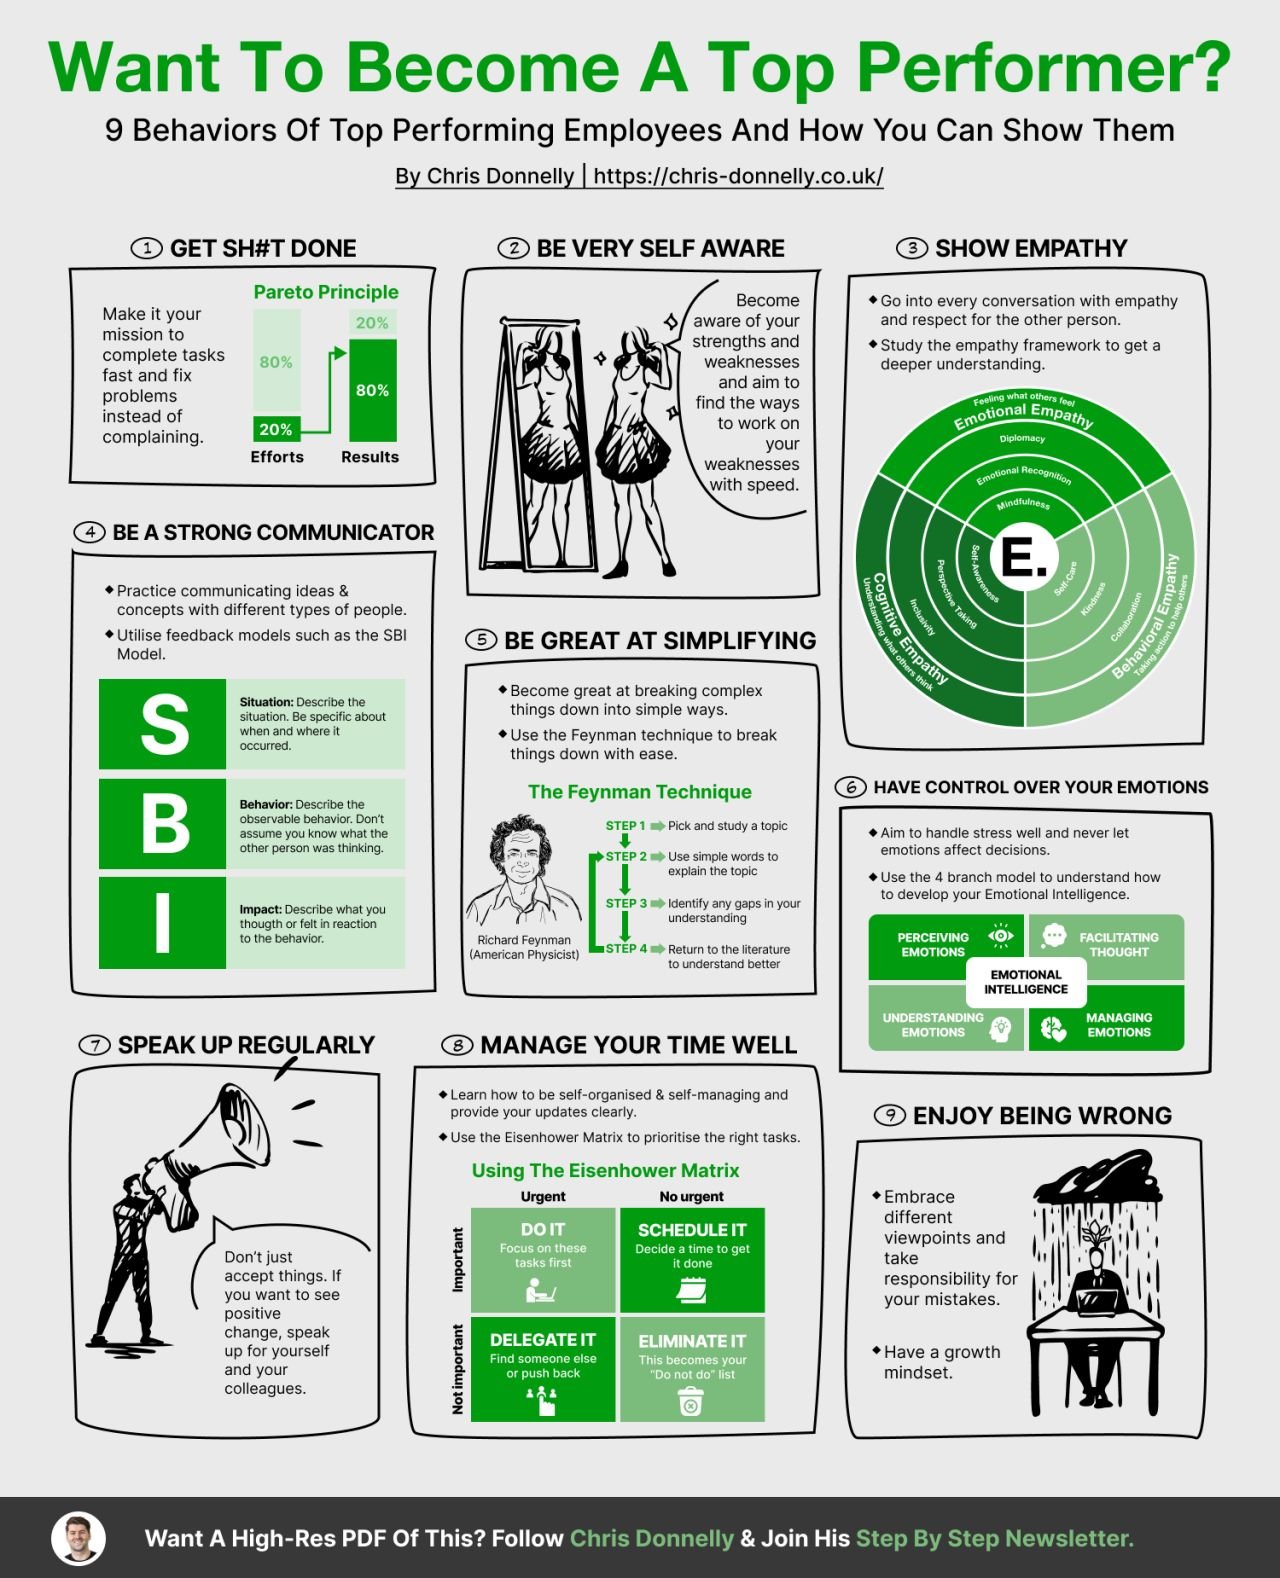 Want To Become A Top Performer?
9 Behaviors Of Top Performing Employees And How You Can Show Them
By Chris Donnelly | https://chris-donnelly.co.uk/
1 GET SH#T DONE
Make it your
mission to
complete tasks
fast and fix
problems
instead of
complaining.
Pareto Principle
80%
20%
20%
80%
Efforts
Results
2 BE VERY SELF AWARE
Become
aware of your
strengths and
weaknesses
and aim to
find the ways
to work on
your
weaknesses
with speed.
3 SHOW EMPATHY
Go into every conversation with empathy
and respect for the other person.
Study the empathy framework to get a
deeper understanding.
Feeling what others feel
Emotional Empathy
Diplomacy
Emotional Recognition
Mindfulness
E.
Self-Awareness
Perspective Taking
Inclusivity
Cognitive Empathy
Understanding what others think
Self-Care
Kindness
Collaboration
Behavioral Empathy
Taking action to help others
4 BE A STRONG COMMUNICATOR
Practice communicating ideas &
concepts with different types of people.
Utilise feedback models such as the SBI
Model.
S
Situation: Describe the
situation. Be specific about
when and where it
occurred.
B
Behavior: Describe the
observable behavior. Don't
assume you know what the
other person was thinking.
I
Impact: Describe what you
thougth or felt in reaction
to the behavior.
5 BE GREAT AT SIMPLIFYING
Become great at breaking complex
things down into simple ways.
Use the Feynman technique to break
things down with ease.
The Feynman Technique
Richard Feynman
(American Physicist)
STEP 1 Pick and study a topic
STEP 2 Use simple words to
explain the topic
STEP 3 Identify any gaps in your
understanding
STEP 4 Return to the literature
to understand better
6 HAVE CONTROL OVER YOUR EMOTIONS
Aim to handle stress well and never let
emotions affect decisions.
Use the 4 branch model to understand how
to develop your Emotional Intelligence.
PERCEIVING
EMOTIONS
FACILITATING
THOUGHT
EMOTIONAL
INTELLIGENCE
UNDERSTANDING
EMOTIONS
MANAGING
EMOTIONS
7 SPEAK UP REGULARLY
Don't just
accept things. If
you want to see
positive
change, speak
up for yourself
and your
colleagues.
8 MANAGE YOUR TIME WELL
Learn how to be self-organised & self-managing and
provide your updates clearly.
Use the Eisenhower Matrix to prioritise the right tasks.
Using The Eisenhower Matrix
Urgent
No urgent
Important
DO IT
Focus on these
tasks first
SCHEDULE IT
Decide a time to get
it done
Not important
DELEGATE IT
Find someone else
or push back
ELIMINATE IT
This becomes your
"Do not do" list
9 ENJOY BEING WRONG
Embrace
different
viewpoints and
take
responsibility for
your mistakes.
Have a growth
mindset.
Want A High-Res PDF Of This? Follow Chris Donnelly & Join His Step By Step Newsletter.